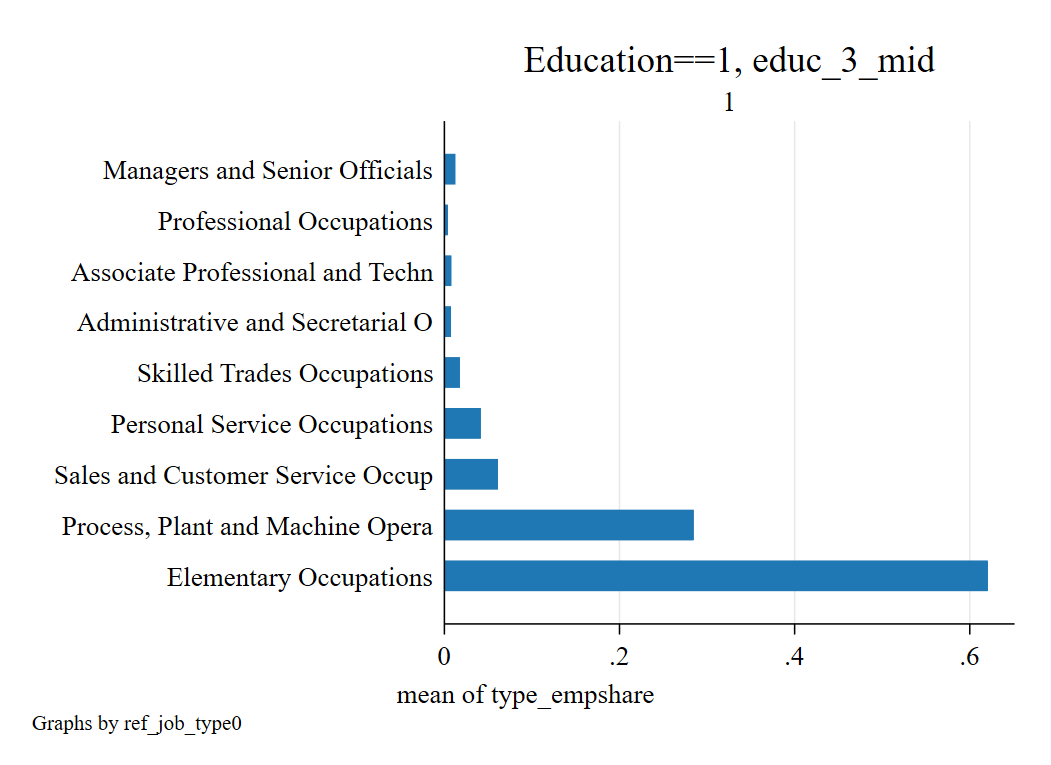 Education==1, educ_3_mid
1
Managers and Senior Officials
Professional Occupations
Associate Professional and Techn
Administrative and Secretarial O
Skilled Trades Occupations
Personal Service Occupations
Sales and Customer Service Occup
Process, Plant and Machine Opera
Elementary Occupations
0 .2 .4 .6
mean of type_empshare
Graphs by ref_job_type0